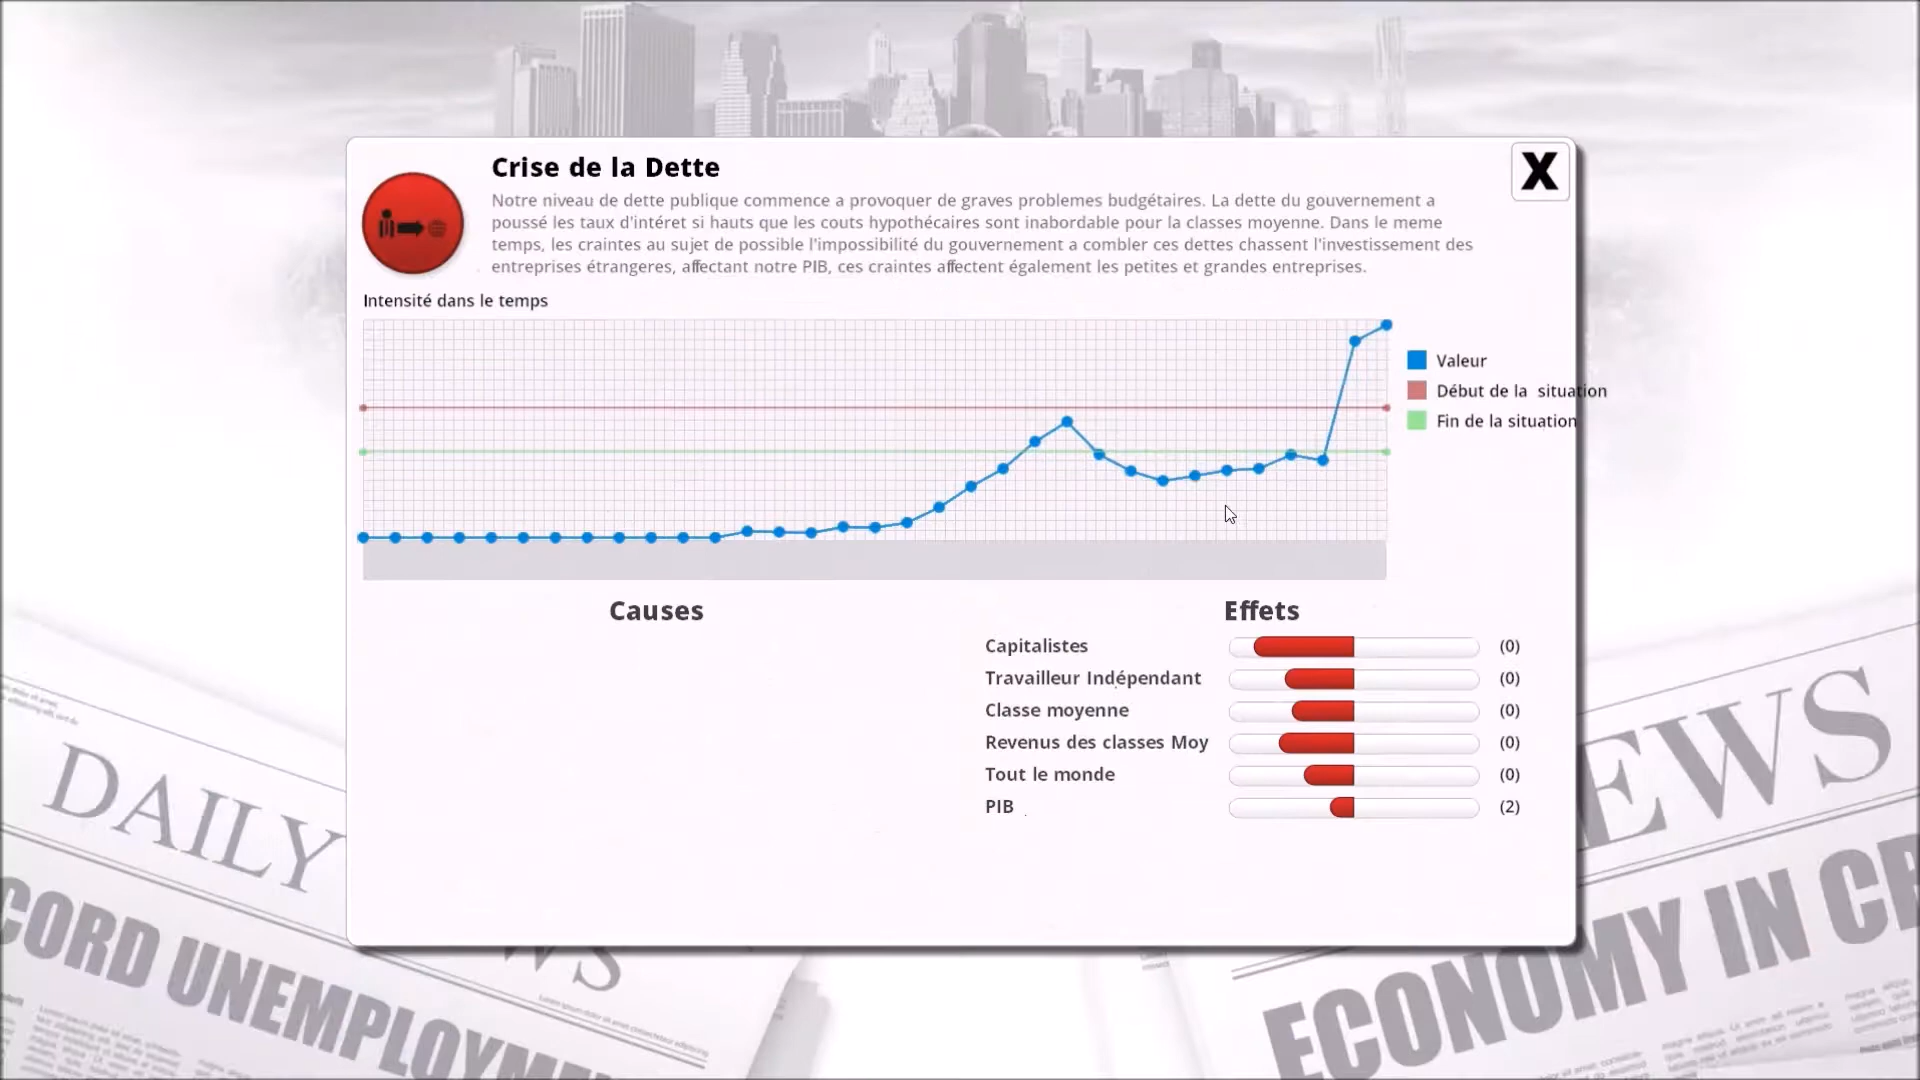 Crise de la Dette
X
Notre niveau de dette publique commence a provoquer de graves problemes budgétaires. La dette du gouvernement a
poussé les taux d'intéret si hauts que les couts hypothécaires sont inabordable pour la classes moyenne. Dans le meme
temps, les craintes au sujet de possible l'impossibilité du gouvernement a combler ces dettes chassent l'investissement des
entreprises étrangeres, affectant notre PIB, ces craintes affectent également les petites et grandes entreprises.
Intensité dans le temps
Valeur
Début de la situation
Fin de la situation
Causes
Effets
Capitalistes (0)
Travailleur Indépendant (0)
Classe moyenne (0)
Revenus des classes Moy (0)
Tout le monde (0)
PIB (2)
DAILY
EWS
WS
CORD UNEMPLOYME
ECONOMY IN CR